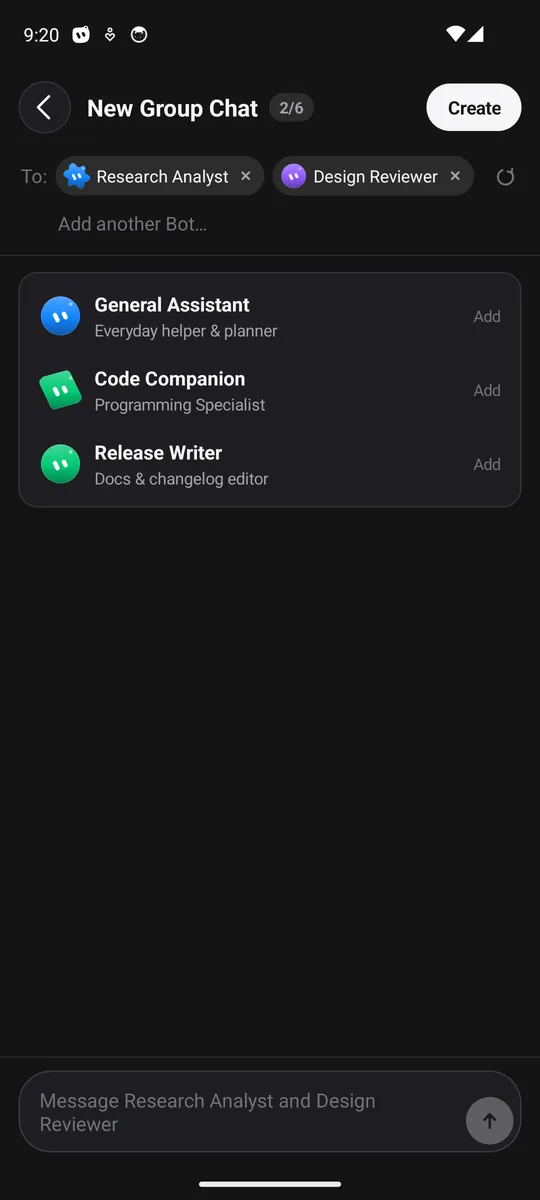 9:20
New Group Chat 2/6
Create
To: Research Analyst × Design Reviewer ×
Add another Bot…
General Assistant
Everyday helper & planner
Add
Code Companion
Programming Specialist
Add
Release Writer
Docs & changelog editor
Add
Message Research Analyst and Design
Reviewer